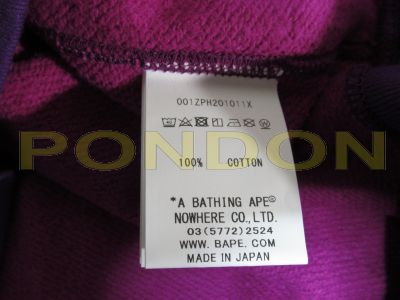 001ZPH201011X
PONDON
100% COTTON
*A BATHING APE®
NOWHERE CO.,LTD.
03(5772)2524
WWW. BAPE. COM
MADE IN JAPAN